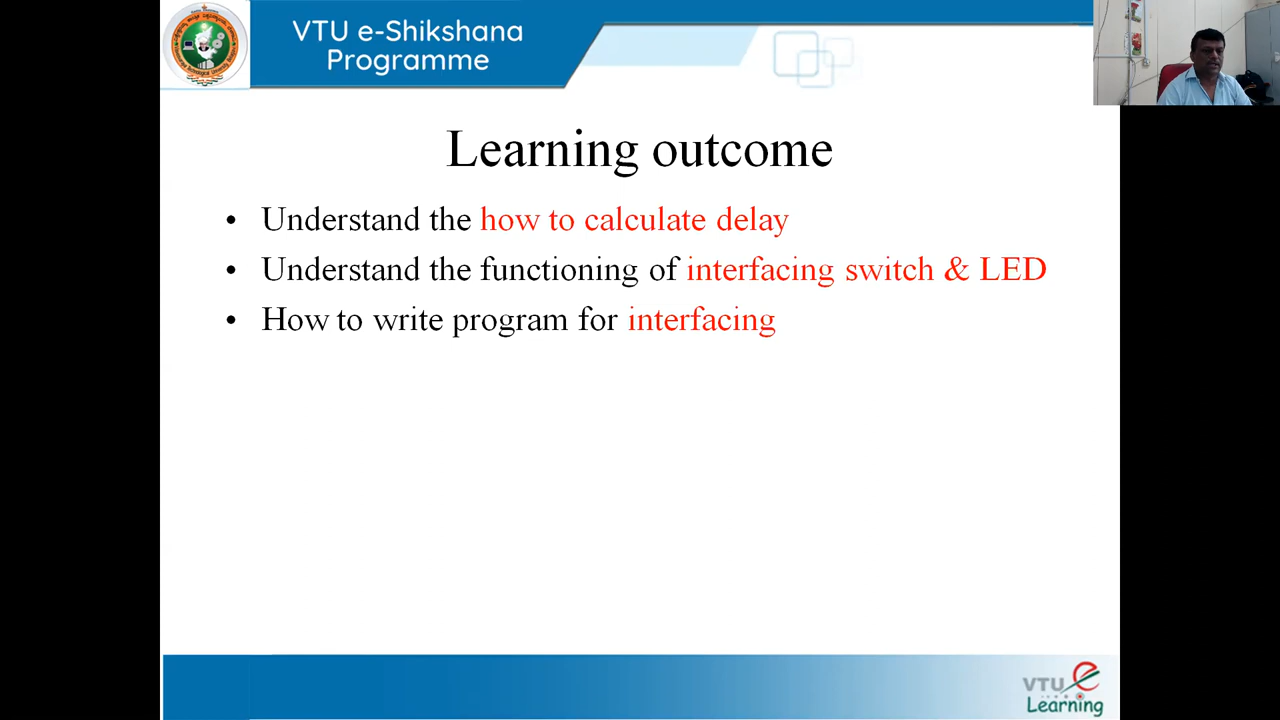 VTU e-Shikshana
Programme
Learning outcome
• Understand the how to calculate delay
• Understand the functioning of interfacing switch & LED
• How to write program for interfacing
VTU e
Learning